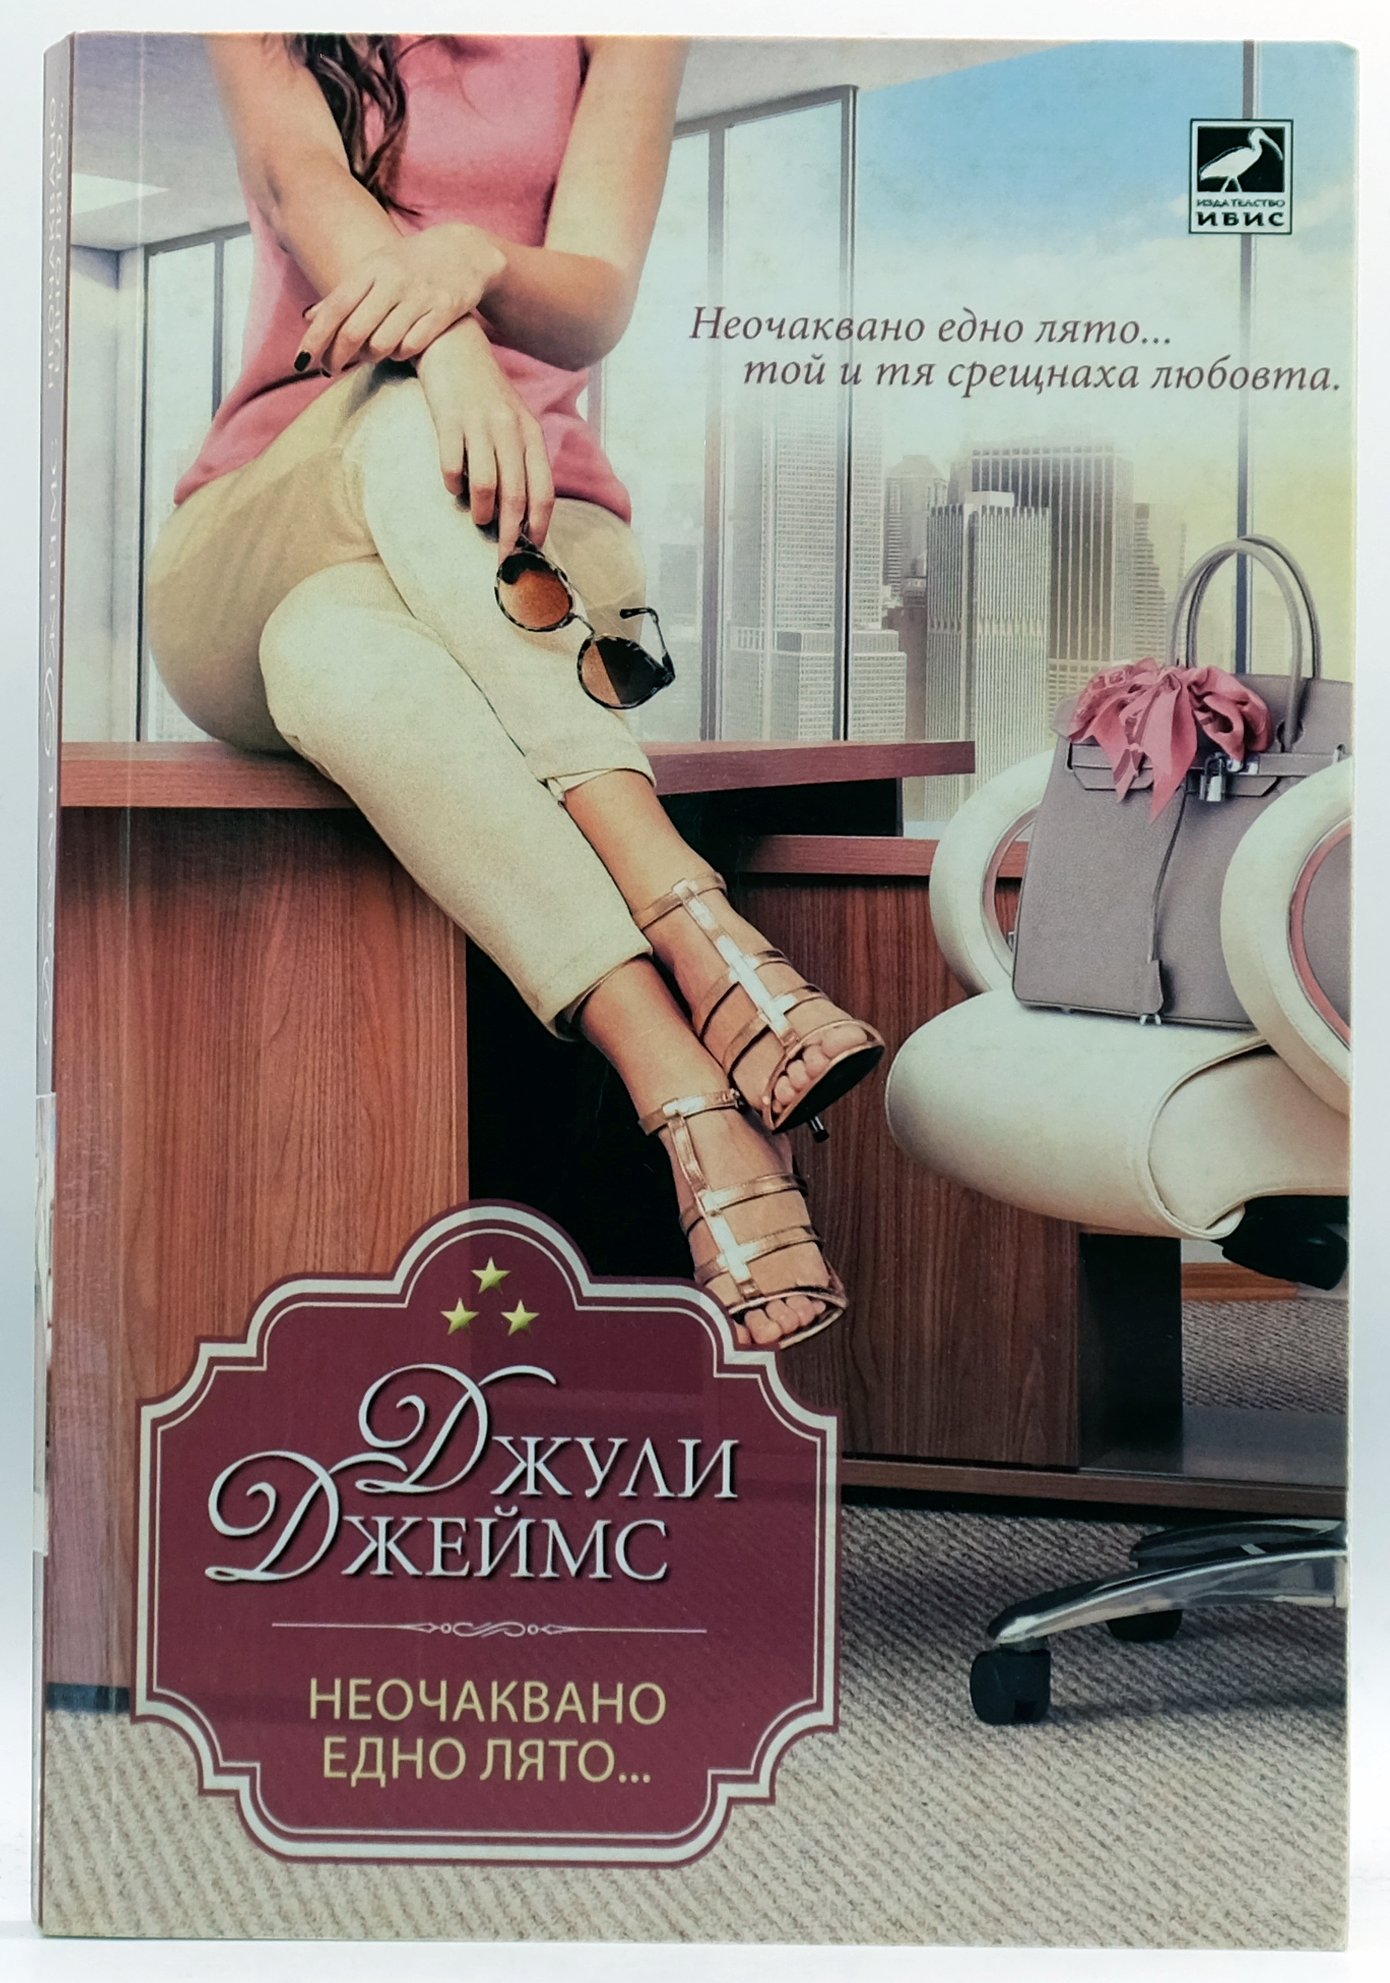 ИЗДАТЕЛСТВО
ИБИС
Неочаквано едно лято...
той и тя срещнаха любовта.
Джули
Джеймс
НЕОЧАКВАНО
ЕДНО ЛЯТО...